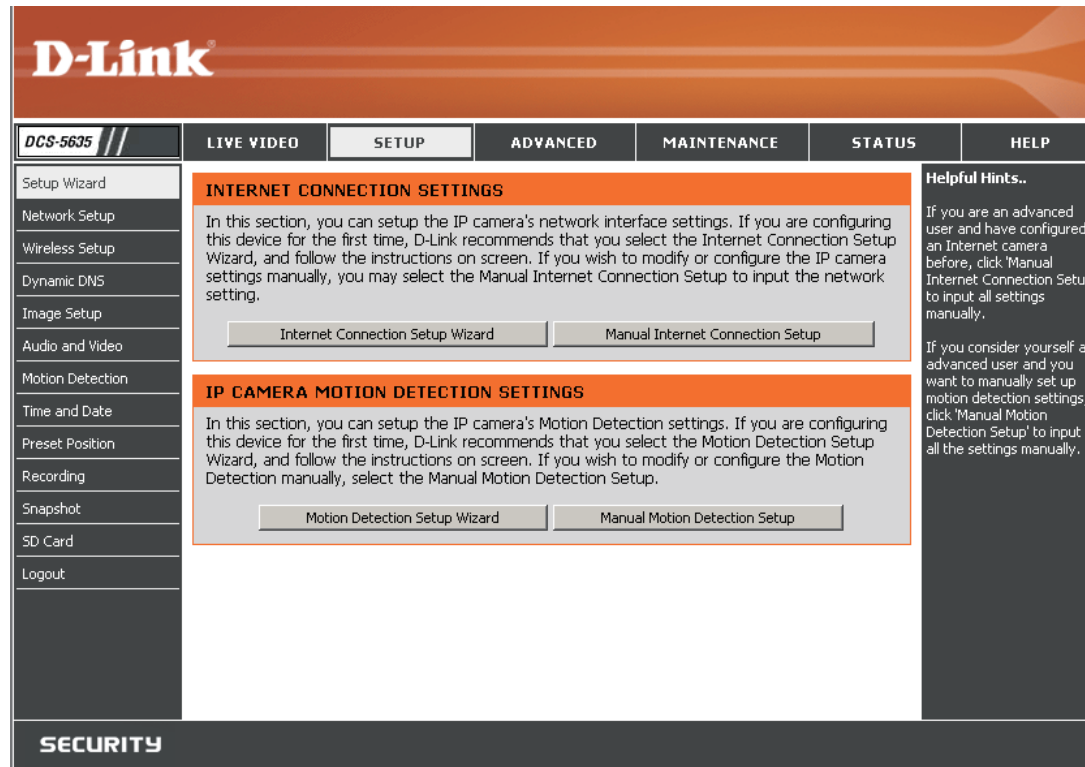 D-Link®
DCS-5635
LIVE VIDEO
SETUP
ADVANCED
MAINTENANCE
STATUS
HELP
Setup Wizard
Network Setup
Wireless Setup
Dynamic DNS
Image Setup
Audio and Video
Motion Detection
Time and Date
Preset Position
Recording
Snapshot
SD Card
Logout
INTERNET CONNECTION SETTINGS
In this section, you can setup the IP camera's network interface settings. If you are configuring
this device for the first time, D-Link recommends that you select the Internet Connection Setup
Wizard, and follow the instructions on screen. If you wish to modify or configure the IP camera
settings manually, you may select the Manual Internet Connection Setup to input the network
setting.
Internet Connection Setup Wizard
Manual Internet Connection Setup
IP CAMERA MOTION DETECTION SETTINGS
In this section, you can setup the IP camera's Motion Detection settings. If you are configuring
this device for the first time, D-Link recommends that you select the Motion Detection Setup
Wizard, and follow the instructions on screen. If you wish to modify or configure the Motion
Detection manually, select the Manual Motion Detection Setup.
Motion Detection Setup Wizard
Manual Motion Detection Setup
Helpful Hints..
If you are an advanced
user and have configured
an Internet camera
before, click 'Manual
Internet Connection Setu
to input all settings
manually.
If you consider yourself a
advanced user and you
want to manually set up
motion detection settings
click 'Manual Motion
Detection Setup' to input
all the settings manually.
SECURITY